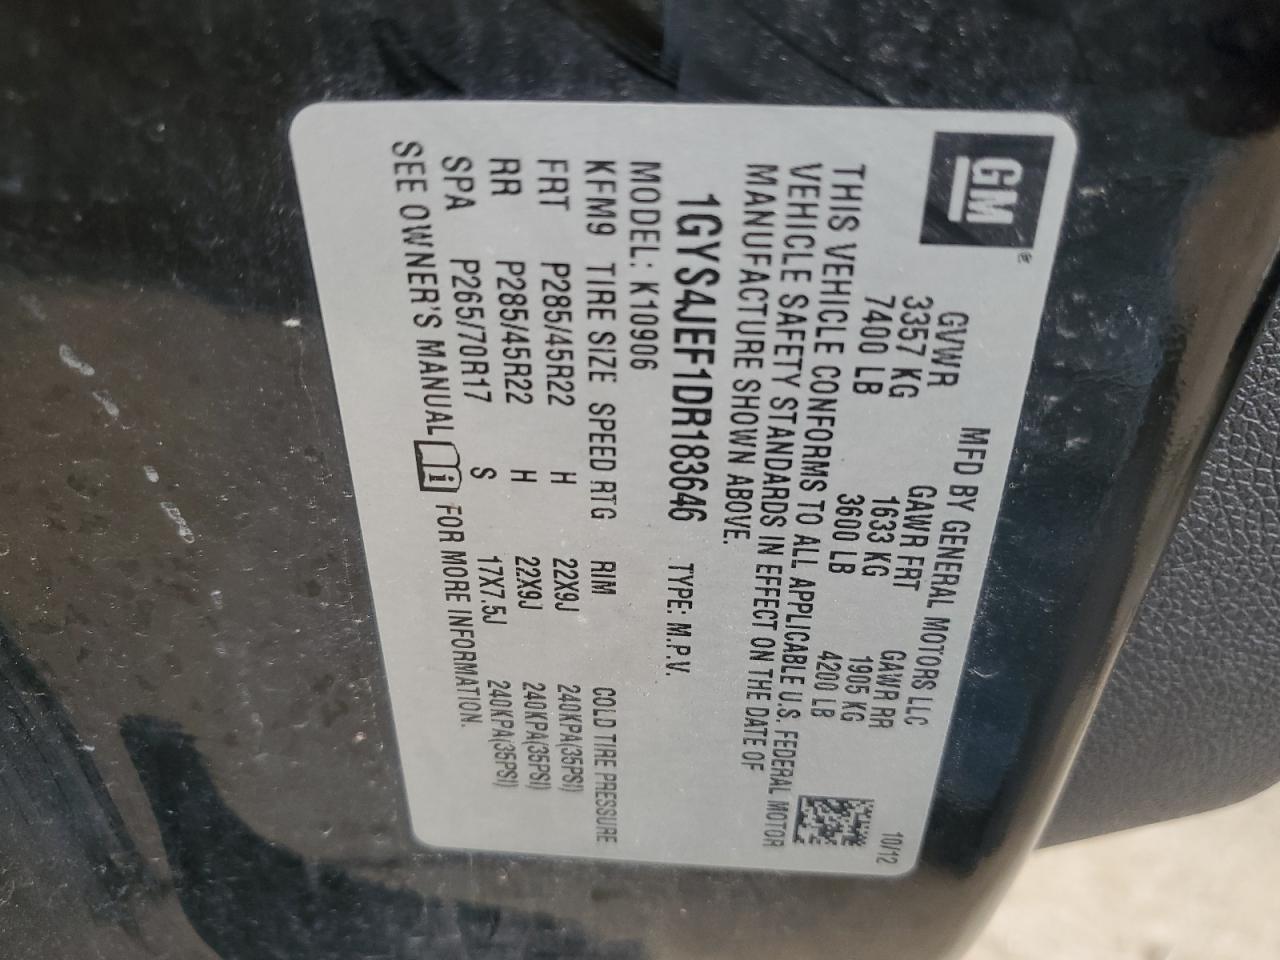 GM®
MFD BY GENERAL MOTORS LLC 10/12
GVWR GAWR FRT GAWR RR
3357 KG 1633 KG 1905 KG
7400 LB 3600 LB 4200 LB
THIS VEHICLE CONFORMS TO ALL APPLICABLE U.S. FEDERAL MOTOR
VEHICLE SAFETY STANDARDS IN EFFECT ON THE DATE OF
MANUFACTURE SHOWN ABOVE.
1GYS4JEF1DR183646 TYPE: M.P.V.
MODEL: K10906
KFM9 TIRE SIZE SPEED RTG RIM COLD TIRE PRESSURE
FRT P285/45R22 H 22X9J 240KPA(35PSI)
RR P285/45R22 H 22X9J 240KPA(35PSI)
SPA P265/70R17 S 17X7.5J 240KPA(35PSI)
SEE OWNER'S MANUAL i FOR MORE INFORMATION.